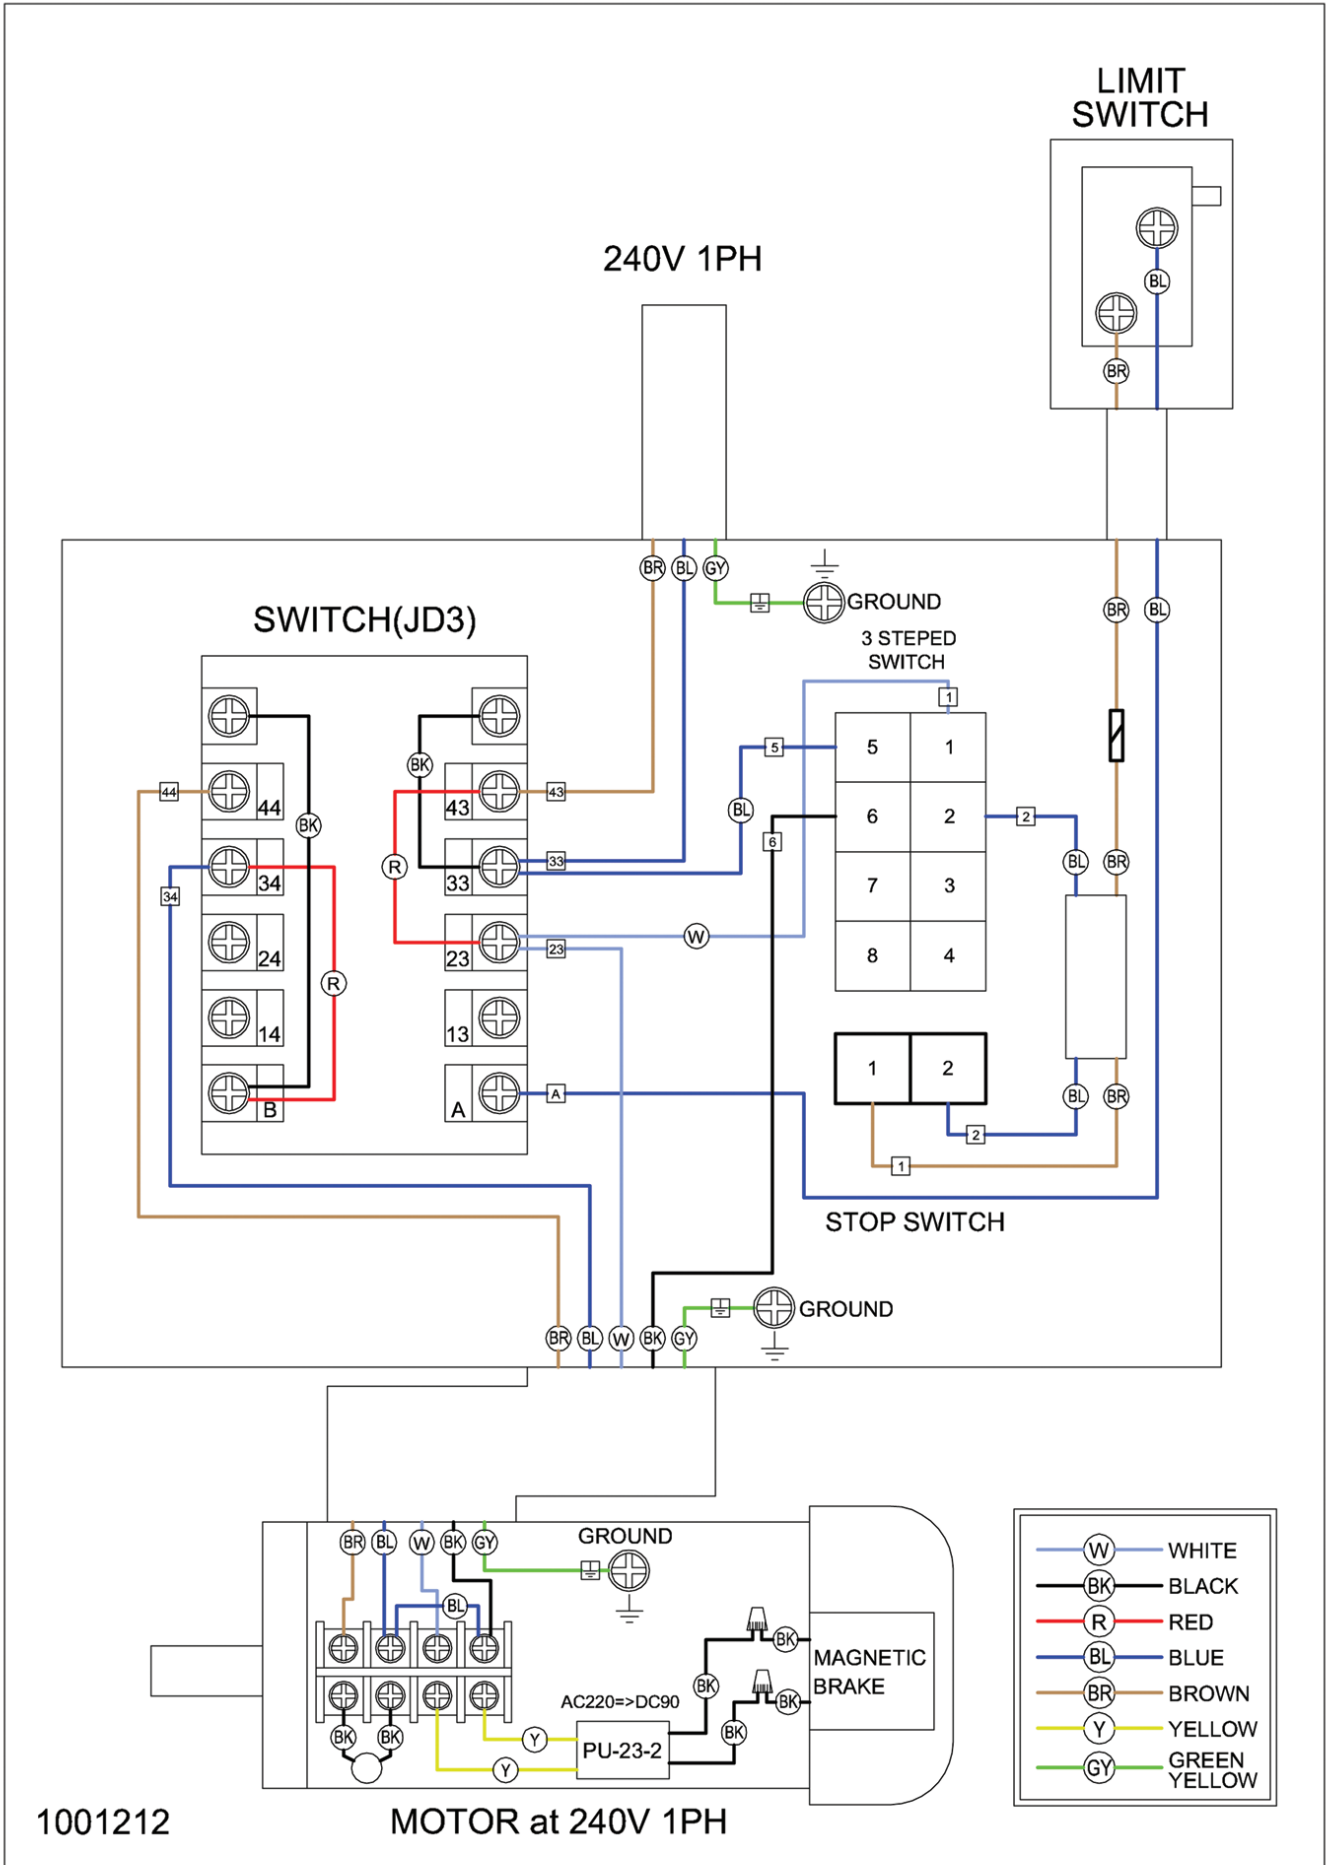 LIMIT
SWITCH
BL
BR
240V 1PH
BR BL GY
GROUND
BR BL
SWITCH(JD3)
3 STEPED
SWITCH
1
5
5 1
BK
44
44
BK
43
43
BL
6 2
2
6
R
33
33
BL BR
34
34
7 3
W
24
23
23
8 4
R
14
13
1 2
B
A
A
BL BR
2
1
STOP SWITCH
GROUND
BR BL W BK GY
BR BL W BK GY
GROUND
BL
BK
MAGNETIC
BRAKE
BK
BK
AC220=>DC90
BK
BK BK
Y
PU-23-2
Y
W WHITE
BK BLACK
R RED
BL BLUE
BR BROWN
Y YELLOW
GY GREEN
YELLOW
1001212
MOTOR at 240V 1PH